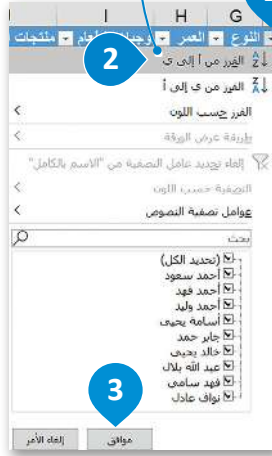 I H G
النوع العمر وجبات الطعام منتجات
2
الفرز من أ إلى ي
الفرز من ي إلى أ
الفرز حسب اللون
طريقة عرض الورقة
إلغاء تحديد عامل التصفية من "الاسم بالكامل"
التصفية حسب اللون
عوامل تصفية النصوص
بحث
(تحديد الكل)
أحمد سعود
أحمد فهد
أحمد وليد
أسامة يحيى
جابر حمد
خالد يحيى
عبد الله بلال
فهد سامي
نواف عادل
3
موافق إلغاء الأمر